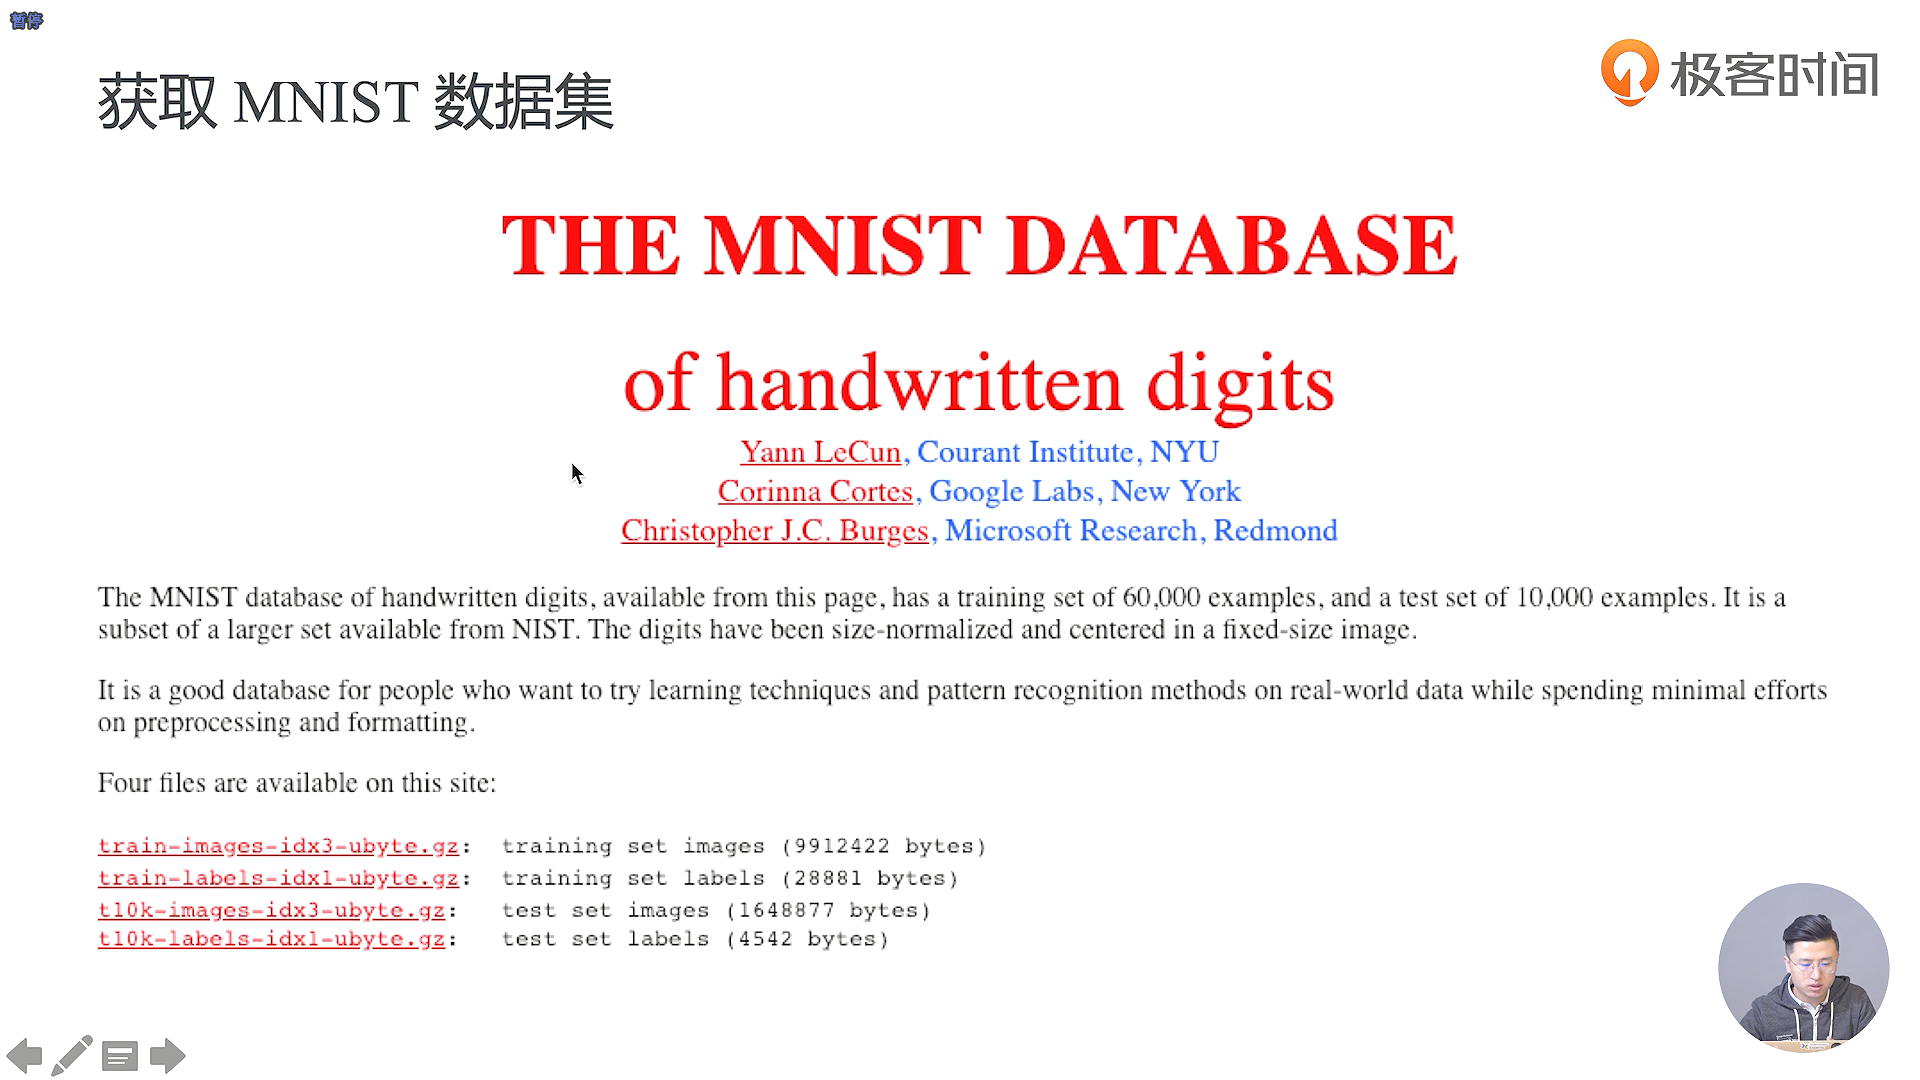 暂停
获取 MNIST 数据集
极客时间
THE MNIST DATABASE
of handwritten digits
Yann LeCun, Courant Institute, NYU
Corinna Cortes, Google Labs, New York
Christopher J.C. Burges, Microsoft Research, Redmond
The MNIST database of handwritten digits, available from this page, has a training set of 60,000 examples, and a test set of 10,000 examples. It is a
subset of a larger set available from NIST. The digits have been size-normalized and centered in a fixed-size image.
It is a good database for people who want to try learning techniques and pattern recognition methods on real-world data while spending minimal efforts
on preprocessing and formatting.
Four files are available on this site:
train-images-idx3-ubyte.gz: training set images (9912422 bytes)
train-labels-idx1-ubyte.gz: training set labels (28881 bytes)
t10k-images-idx3-ubyte.gz: test set images (1648877 bytes)
t10k-labels-idx1-ubyte.gz: test set labels (4542 bytes)